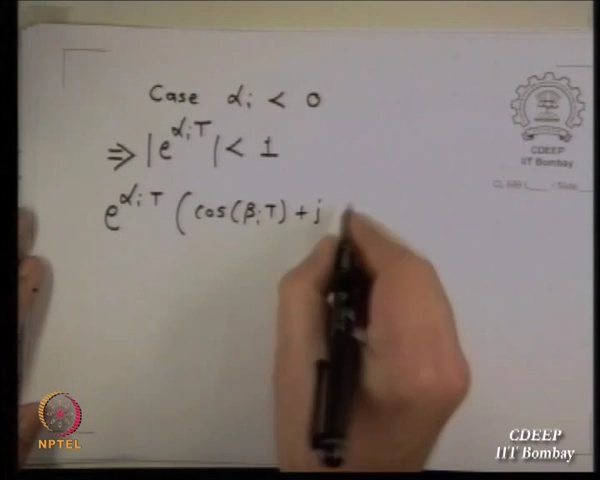 Case αᵢ < 0
⇒ |e^{αᵢT}| < 1
e^{αᵢT} (cos(βᵢT) + j
CDEEP
IIT Bombay
NPTEL
CDEEP
IIT Bombay